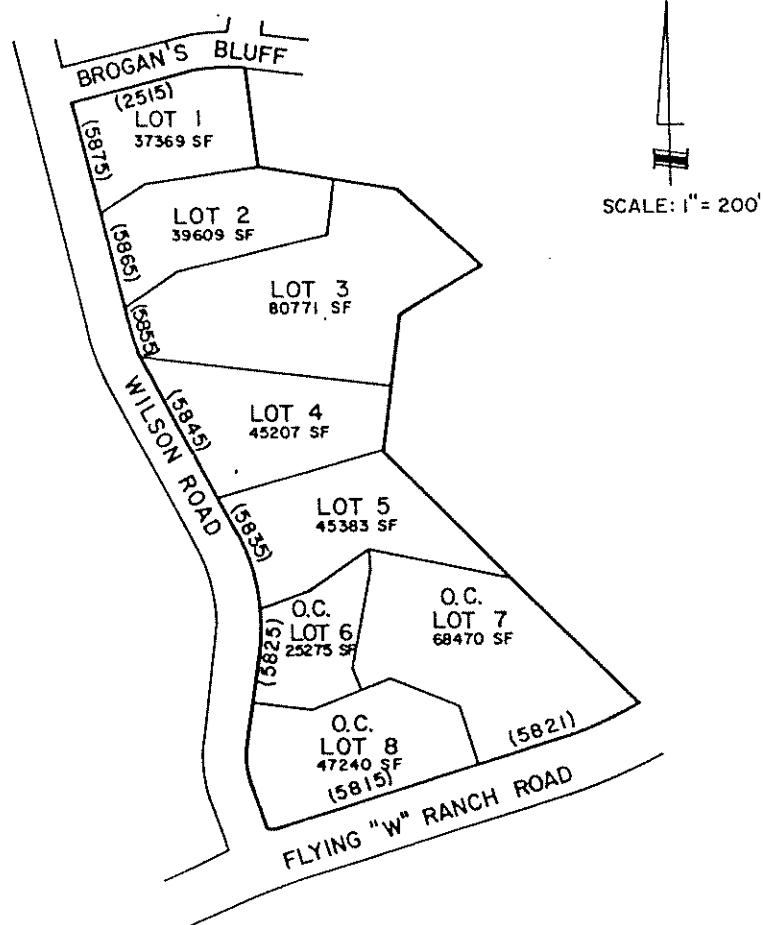 BROGAN'S BLUFF
(2515)
LOT 1
37369 SF
(5875)
SCALE: 1" = 200'
LOT 2
39609 SF
(5865)
LOT 3
80771 SF
(5855)
LOT 4
45207 SF
(5845)
WILSON ROAD
LOT 5
45383 SF
(5835)
O.C.
LOT 6
25275 SF
(5825)
O.C.
LOT 7
68470 SF
O.C.
LOT 8
47240 SF
(5815)
(5821)
FLYING "W" RANCH ROAD